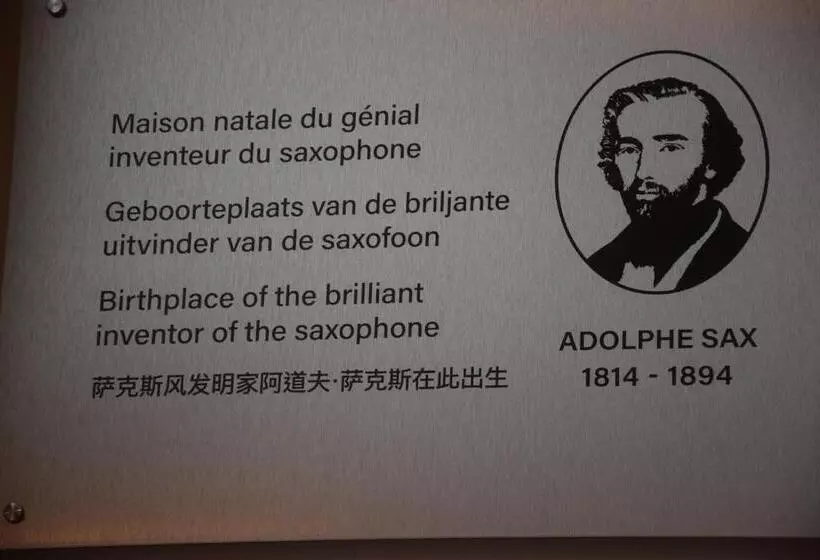 Maison natale du génial
inventeur du saxophone
Geboorteplaats van de briljante
uitvinder van de saxofoon
Birthplace of the brilliant
inventor of the saxophone
萨克斯风发明家阿道夫·萨克斯在此出生
ADOLPHE SAX
1814 - 1894